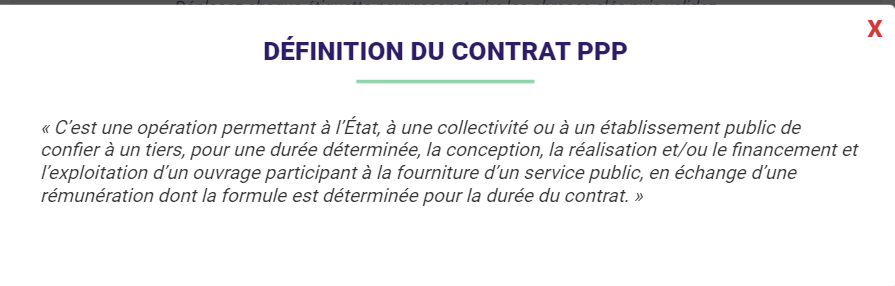 X
DÉFINITION DU CONTRAT PPP
« C'est une opération permettant à l'État, à une collectivité ou à un établissement public de
confier à un tiers, pour une durée déterminée, la conception, la réalisation et/ou le financement et
l'exploitation d'un ouvrage participant à la fourniture d'un service public, en échange d'une
rémunération dont la formule est déterminée pour la durée du contrat. »